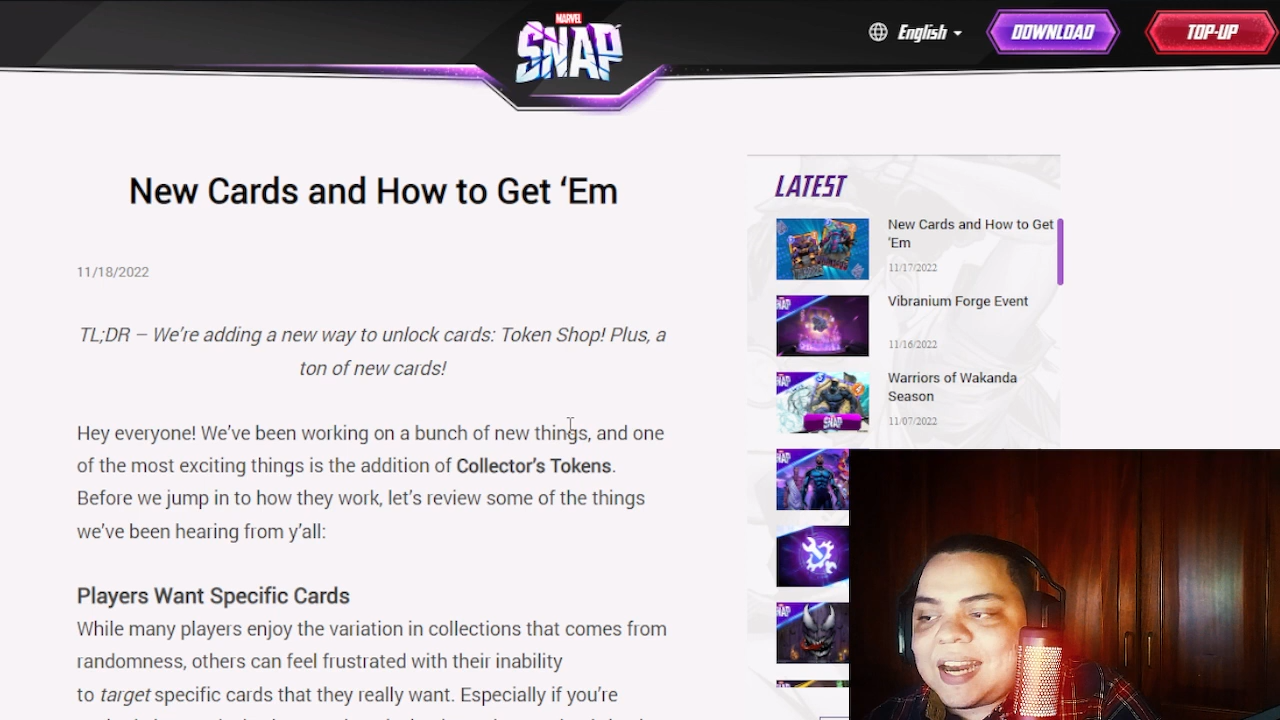 MARVEL
SNAP
English
DOWNLOAD
TOP-UP
New Cards and How to Get ‘Em
11/18/2022
TL;DR – We’re adding a new way to unlock cards: Token Shop! Plus, a
ton of new cards!
Hey everyone! We’ve been working on a bunch of new things, and one
of the most exciting things is the addition of Collector’s Tokens.
Before we jump in to how they work, let’s review some of the things
we’ve been hearing from y’all:
Players Want Specific Cards
While many players enjoy the variation in collections that comes from
randomness, others can feel frustrated with their inability
to target specific cards that they really want. Especially if you’re
LATEST
New Cards and How to Get
‘Em
11/17/2022
Vibranium Forge Event
11/16/2022
Warriors of Wakanda
Season
11/07/2022